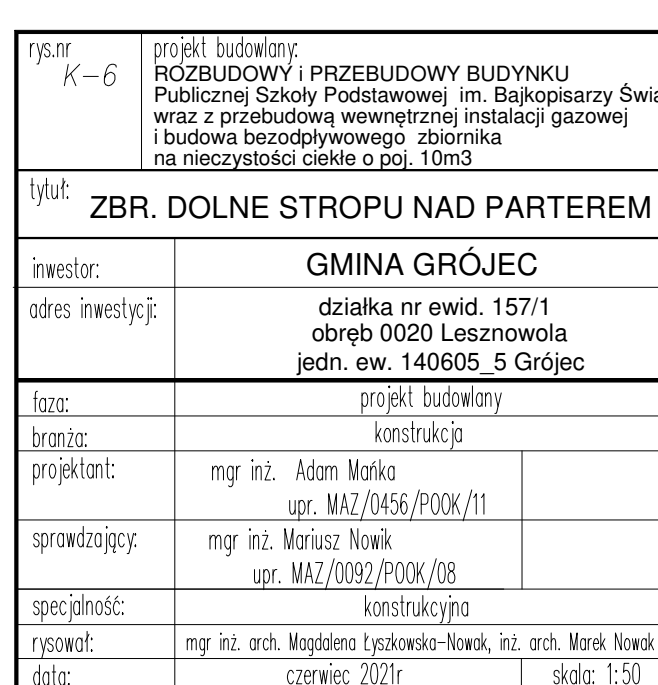 rys.nr
K-6
projekt budowlany:
ROZBUDOWY i PRZEBUDOWY BUDYNKU
Publicznej Szkoły Podstawowej im. Bajkopisarzy Świa
wraz z przebudową wewnętrznej instalacji gazowej
i budowa bezodpływowego zbiornika
na nieczystości ciekłe o poj. 10m3
tytuł: ZBR. DOLNE STROPU NAD PARTEREM
inwestor: GMINA GRÓJEC
adres inwestycji: działka nr ewid. 157/1
obręb 0020 Lesznowola
jedn. ew. 140605_5 Grójec
faza: projekt budowlany
branża: konstrukcja
projektant: mgr inż. Adam Mańka
upr. MAZ/0456/POOK/11
sprawdzający: mgr inż. Mariusz Nowik
upr. MAZ/0092/POOK/08
specjalność: konstrukcyjna
rysował: mgr inż. arch. Magdalena Łyszkowska-Nowak, inż. arch. Marek Nowak
data: czerwiec 2021r skala: 1:50